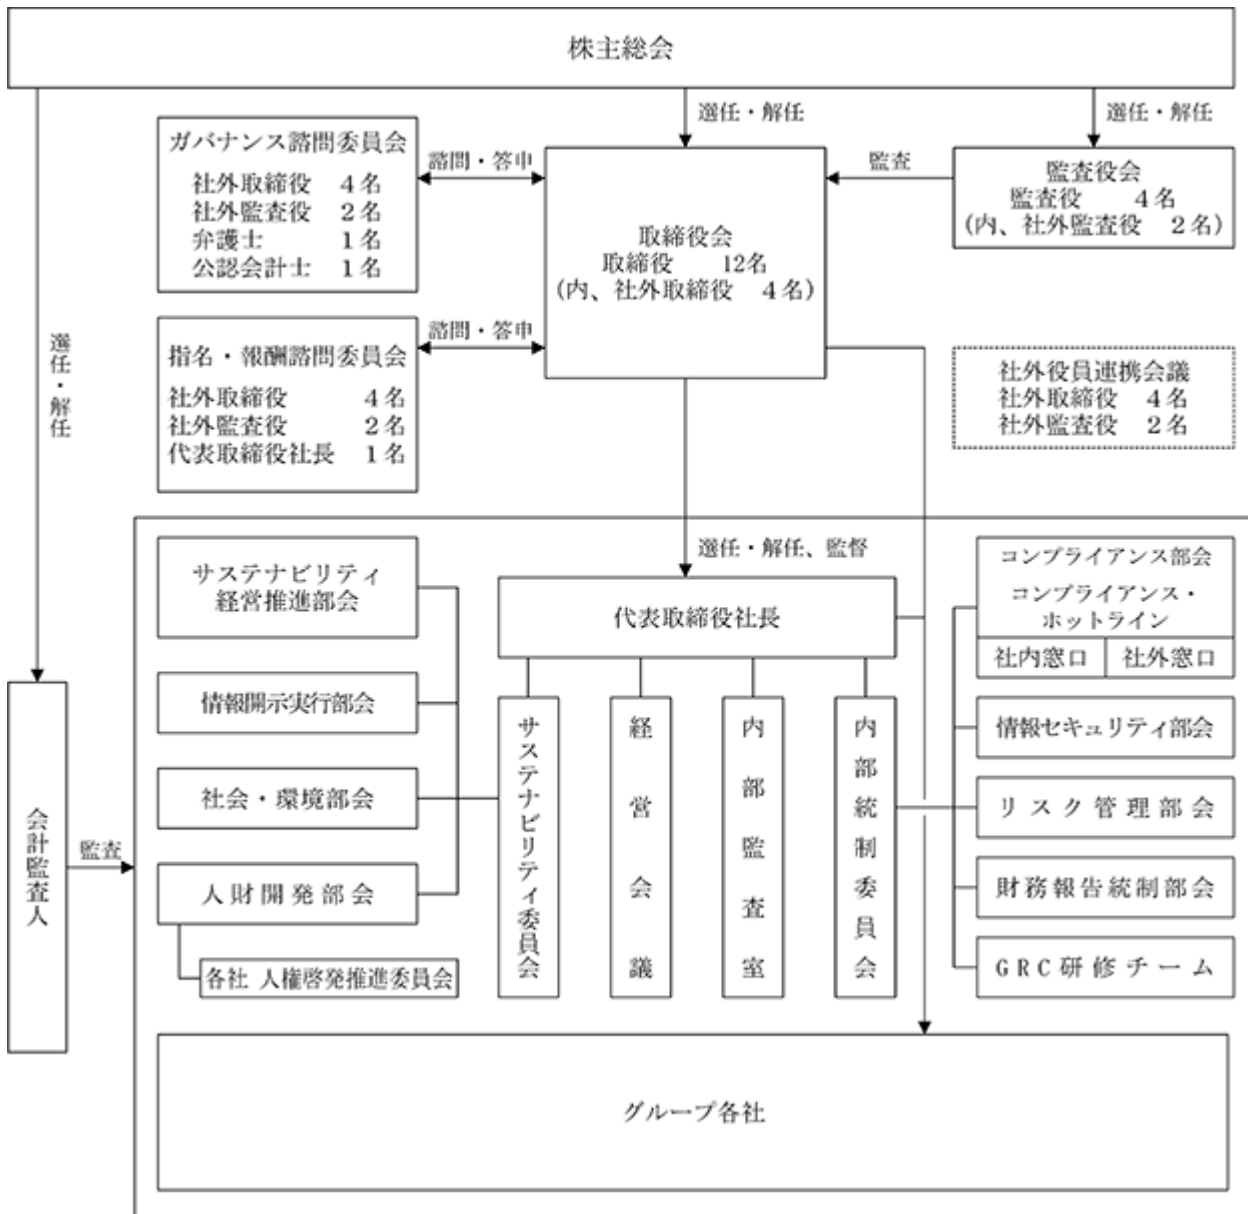 株主総会
選任・解任
選任・解任
ガバナンス諮問委員会
社外取締役　4名
社外監査役　2名
弁護士　1名
公認会計士　1名
諮問・答申
取締役会
取締役　12名
(内、社外取締役　4名)
監査
監査役会
監査役　4名
(内、社外監査役　2名)
選任・解任
指名・報酬諮問委員会
社外取締役　4名
社外監査役　2名
代表取締役社長　1名
諮問・答申
社外役員連携会議
社外取締役　4名
社外監査役　2名
選任・解任、監督
サステナビリティ
経営推進部会
代表取締役社長
コンプライアンス部会
コンプライアンス・
ホットライン
社内窓口
社外窓口
情報開示実行部会
社会・環境部会
人財開発部会
各社 人権啓発推進委員会
サステナビリティ委員会
経営会議
内部監査室
内部統制委員会
情報セキュリティ部会
リスク管理部会
財務報告統制部会
GRC研修チーム
会計監査人
監査
グループ各社